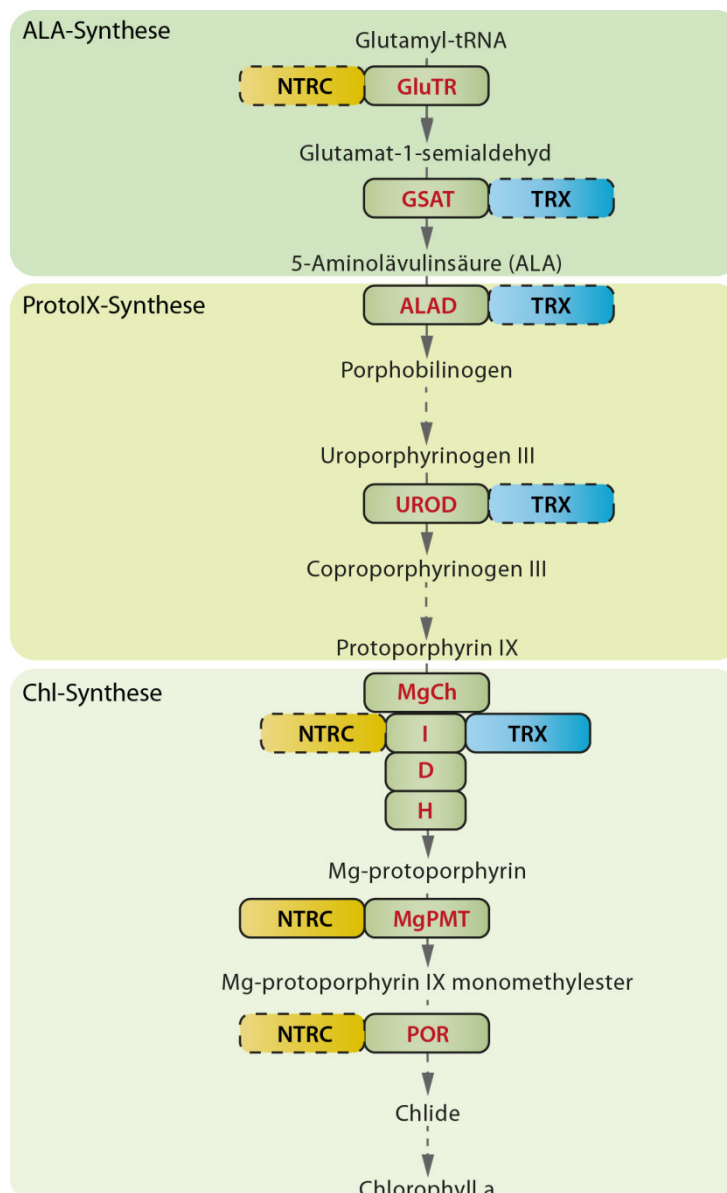 ALA-Synthese
Glutamyl-tRNA
NTRC GluTR
Glutamat-1-semialdehyd
GSAT TRX
5-Aminolävulinsäure (ALA)
ProtoIX-Synthese
ALAD TRX
Porphobilinogen
Uroporphyrinogen III
UROD TRX
Coproporphyrinogen III
Protoporphyrin IX
Chl-Synthese
MgCh
NTRC I TRX
D
H
Mg-protoporphyrin
NTRC MgPMT
Mg-protoporphyrin IX monomethylester
NTRC POR
Chlide
Chlorophyll a